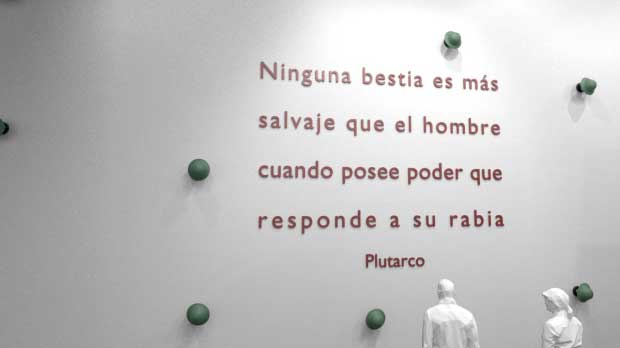 Ninguna bestia es más
salvaje que el hombre
cuando posee poder que
responde a su rabia
Plutarco